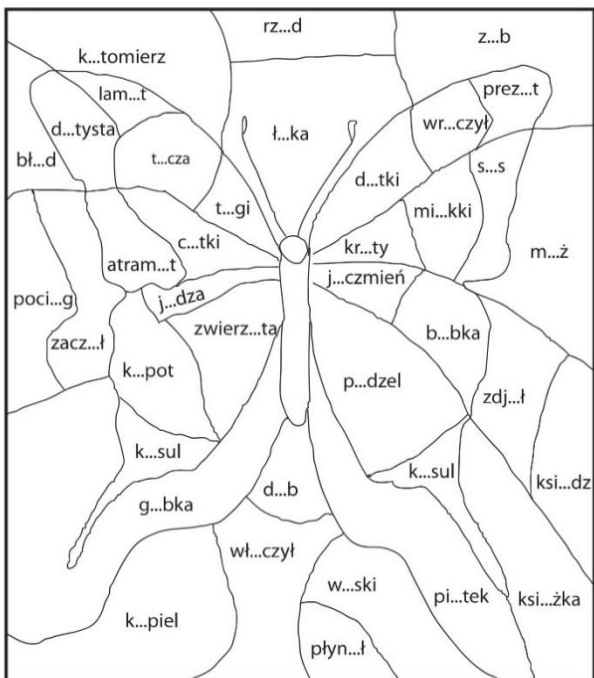 rz...d
z...b
k...tomierz
lam...t
prez...t
d...tysta
wr...czył
t...cza
ł...ka
bł...d
s...s
d...tki
t...gi
mi...kki
c...tki
kr...ty
m...ż
atram...t
j...czmień
poci...g
j...dza
zwierz...ta
b...bka
zacz...ł
k...pot
p...dzel
zdj...ł
k...sul
k...sul
ksi...dz
d...b
g...bka
wł...czył
w...ski
pi...tek
ksi...żka
k...piel
płyn...ł